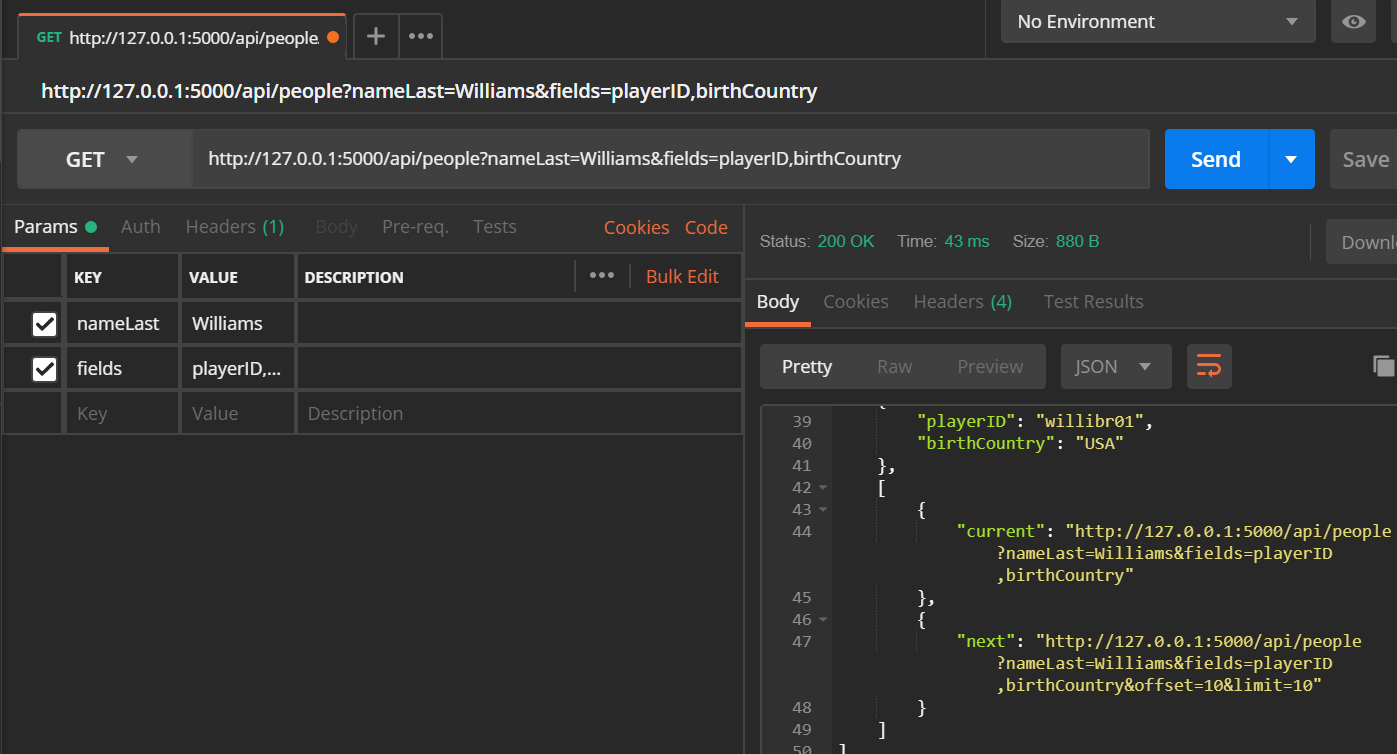 GET http://127.0.0.1:5000/api/people.
No Environment
http://127.0.0.1:5000/api/people?nameLast=Williams&fields=playerID,birthCountry
GET http://127.0.0.1:5000/api/people?nameLast=Williams&fields=playerID,birthCountry Send Save
Params Auth Headers (1) Body Pre-req. Tests Cookies Code
KEY VALUE DESCRIPTION ••• Bulk Edit
nameLast Williams
fields playerID,...
Key Value Description
Status: 200 OK Time: 43 ms Size: 880 B Downl
Body Cookies Headers (4) Test Results
Pretty Raw Preview JSON
39 "playerID": "willibr01",
40 "birthCountry": "USA"
41 },
42 [
43 {
44 "current": "http://127.0.0.1:5000/api/people
?nameLast=Williams&fields=playerID
,birthCountry"
45 },
46 {
47 "next": "http://127.0.0.1:5000/api/people
?nameLast=Williams&fields=playerID
,birthCountry&offset=10&limit=10"
48 }
49 ]
50 ]